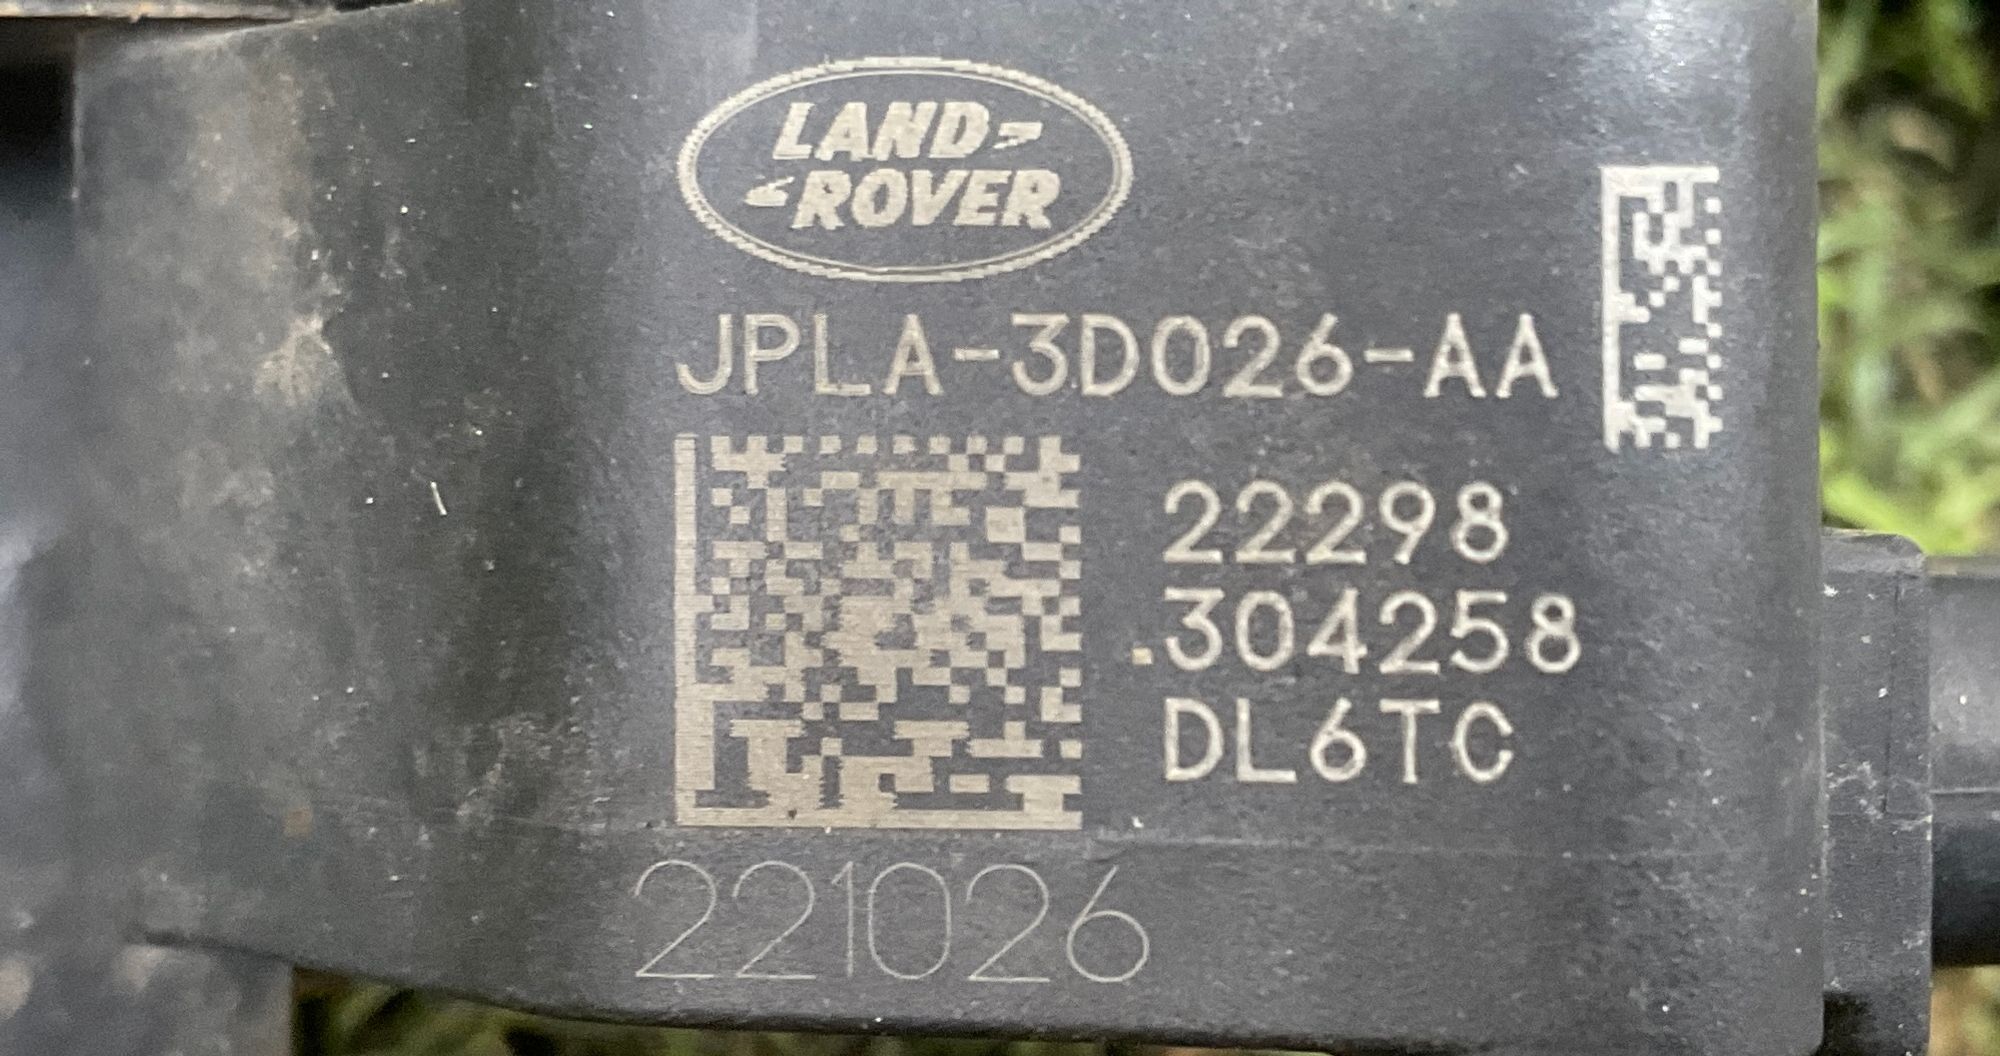 LAND
ROVER
JPLA-3D026-AA
22298
.304258
DL6TC
221026